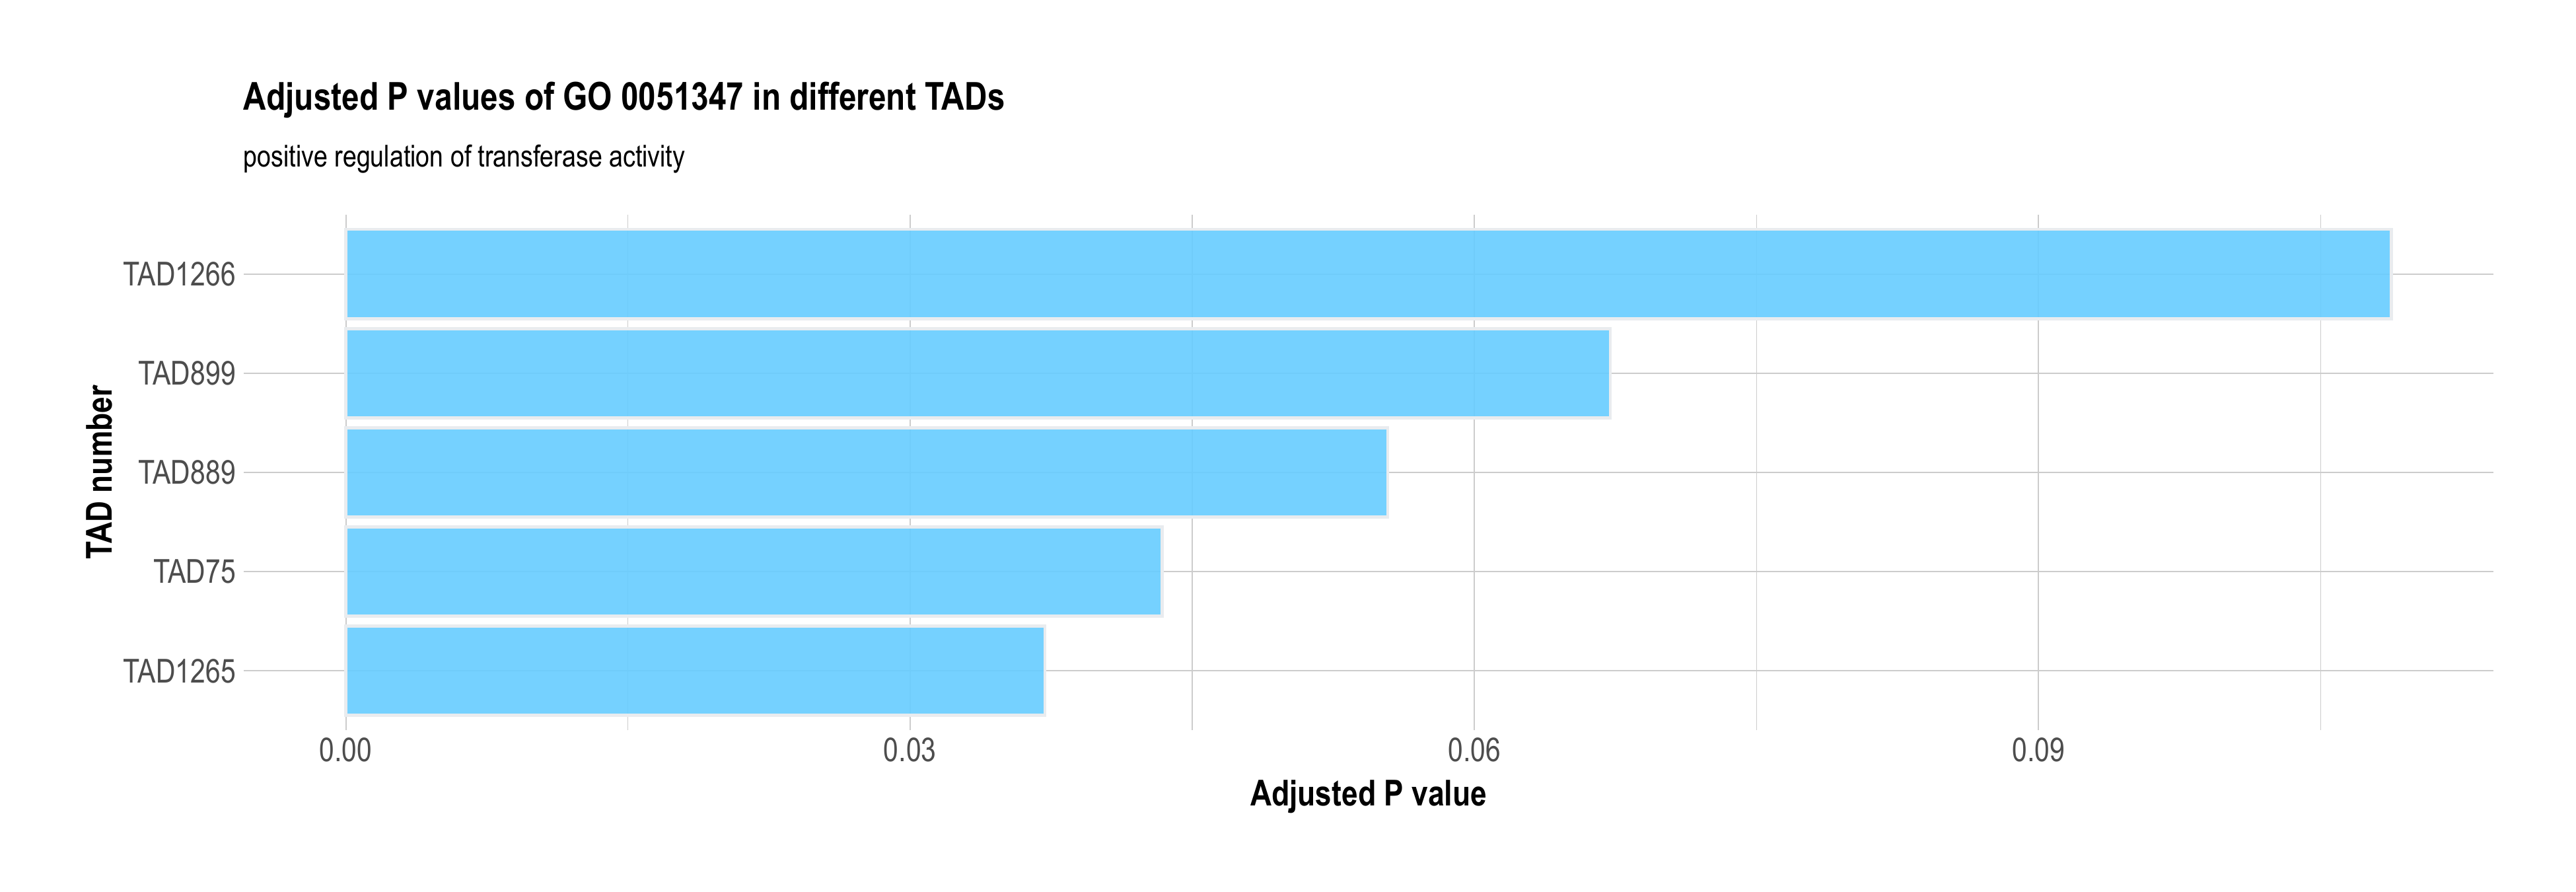 Adjusted P values of GO 0051347 in different TADs
positive regulation of transferase activity
TAD number
TAD1266
TAD899
TAD889
TAD75
TAD1265
0.00 0.03 0.06 0.09
Adjusted P value